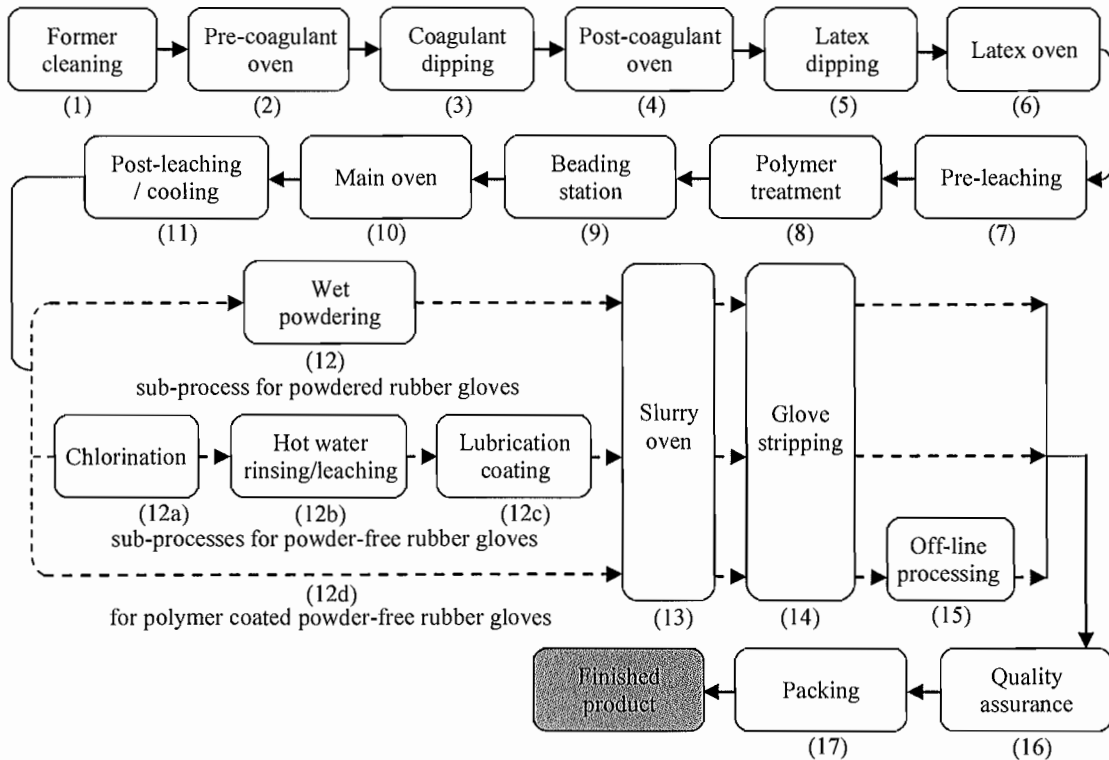 Former
cleaning
(1)
Pre-coagulant
oven
(2)
Coagulant
dipping
(3)
Post-coagulant
oven
(4)
Latex
dipping
(5)
Latex oven
(6)
Pre-leaching
(7)
Polymer
treatment
(8)
Beading
station
(9)
Main oven
(10)
Post-leaching
/ cooling
(11)
Wet
powdering
(12)
sub-process for powdered rubber gloves
Chlorination
(12a)
Hot water
rinsing/leaching
(12b)
Lubrication
coating
(12c)
sub-processes for powder-free rubber gloves
(12d)
for polymer coated powder-free rubber gloves
Slurry
oven
(13)
Glove
stripping
(14)
Off-line
processing
(15)
Quality
assurance
(16)
Packing
(17)
Finished
product